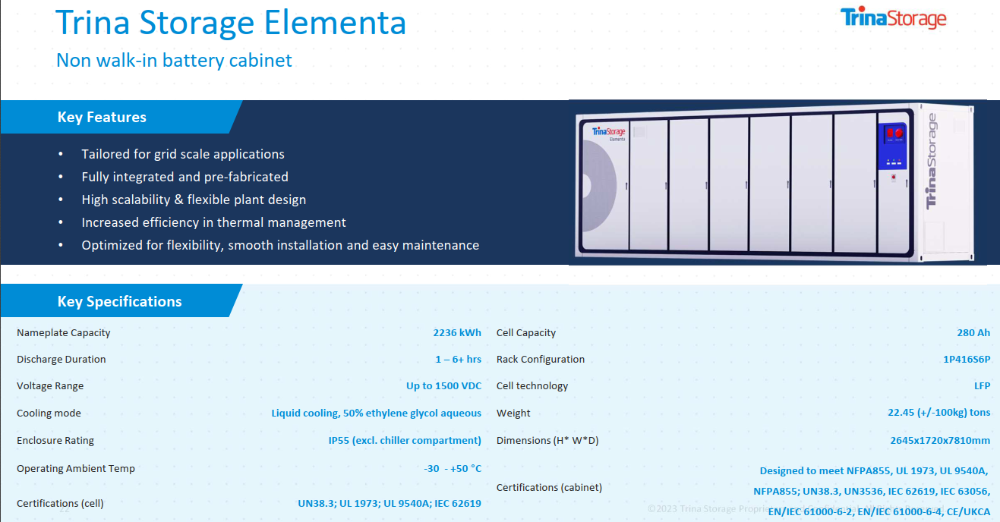 Trina Storage Elementa
TrinaStorage
Non walk-in battery cabinet
Key Features
• Tailored for grid scale applications
• Fully integrated and pre-fabricated
• High scalability & flexible plant design
• Increased efficiency in thermal management
• Optimized for flexibility, smooth installation and easy maintenance
TrinaStorage
Elementa
TrinaStorage
Key Specifications
Nameplate Capacity 2236 kWh
Discharge Duration 1 – 6+ hrs
Voltage Range Up to 1500 VDC
Cooling mode Liquid cooling, 50% ethylene glycol aqueous
Enclosure Rating IP55 (excl. chiller compartment)
Operating Ambient Temp -30 - +50 °C
Certifications (cell) UN38.3; UL 1973; UL 9540A; IEC 62619
Cell Capacity 280 Ah
Rack Configuration 1P416S6P
Cell technology LFP
Weight 22.45 (+/-100kg) tons
Dimensions (H* W*D) 2645x1720x7810mm
Certifications (cabinet) Designed to meet NFPA855, UL 1973, UL 9540A,
NFPA855; UN38.3, UN3536, IEC 62619, IEC 63056,
EN/IEC 61000-6-2, EN/IEC 61000-6-4, CE/UKCA
22
©2023 Trina Storage Proprietary and Confidential. All Rights Reserved